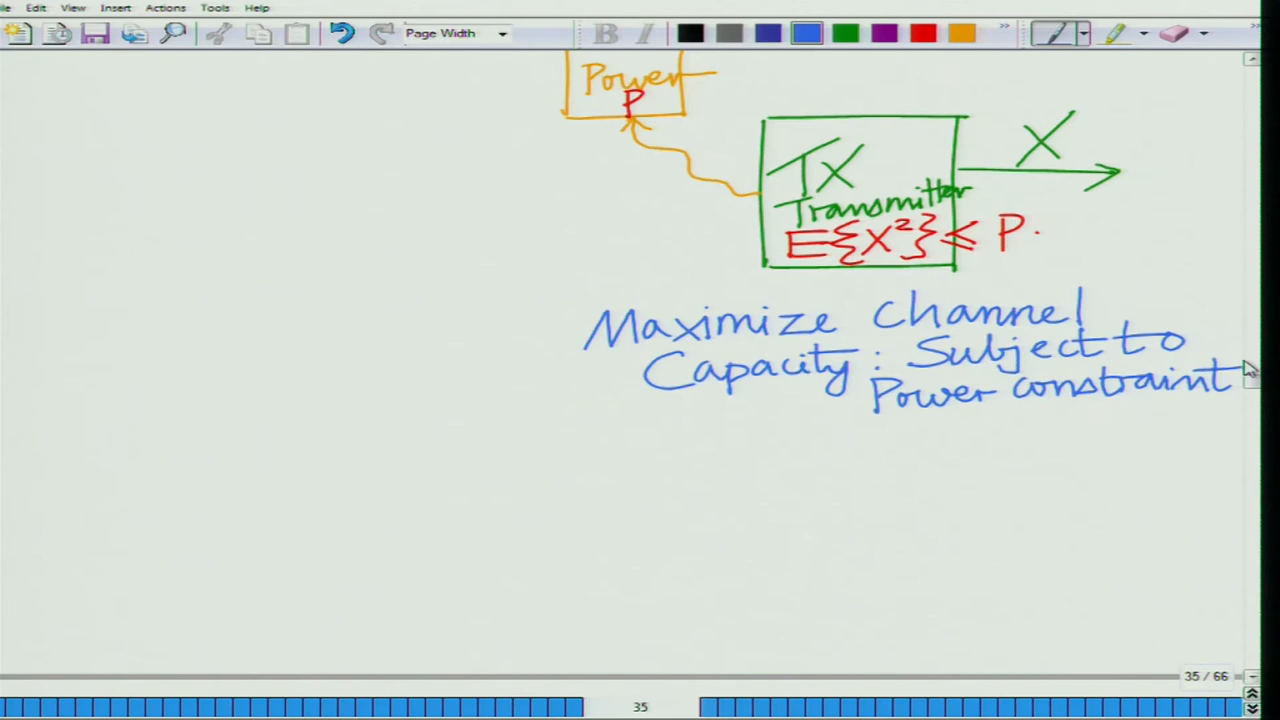 File Edit View Insert Actions Tools Help
Page Width
B I
Power
P
X
TX
Transmitter
E{X²} ≤ P.
Maximize Channel
Capacity: Subject to
Power constraint
35 / 66
35